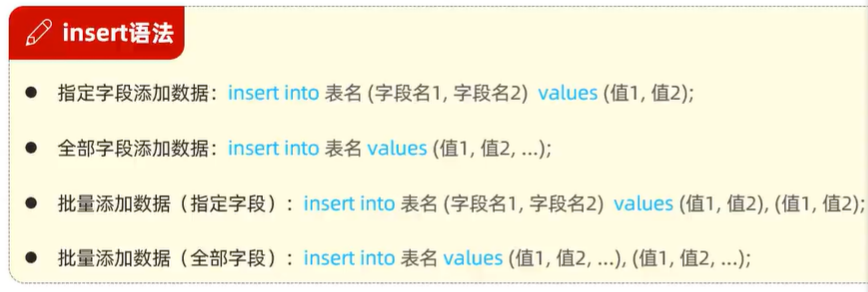 insert语法
指定字段添加数据：insert into 表名 (字段名1, 字段名2) values (值1, 值2);
全部字段添加数据：insert into 表名 values (值1, 值2, ...);
批量添加数据（指定字段）：insert into 表名 (字段名1, 字段名2) values (值1, 值2), (值1, 值2);
批量添加数据（全部字段）：insert into 表名 values (值1, 值2, ...), (值1, 值2, ...);